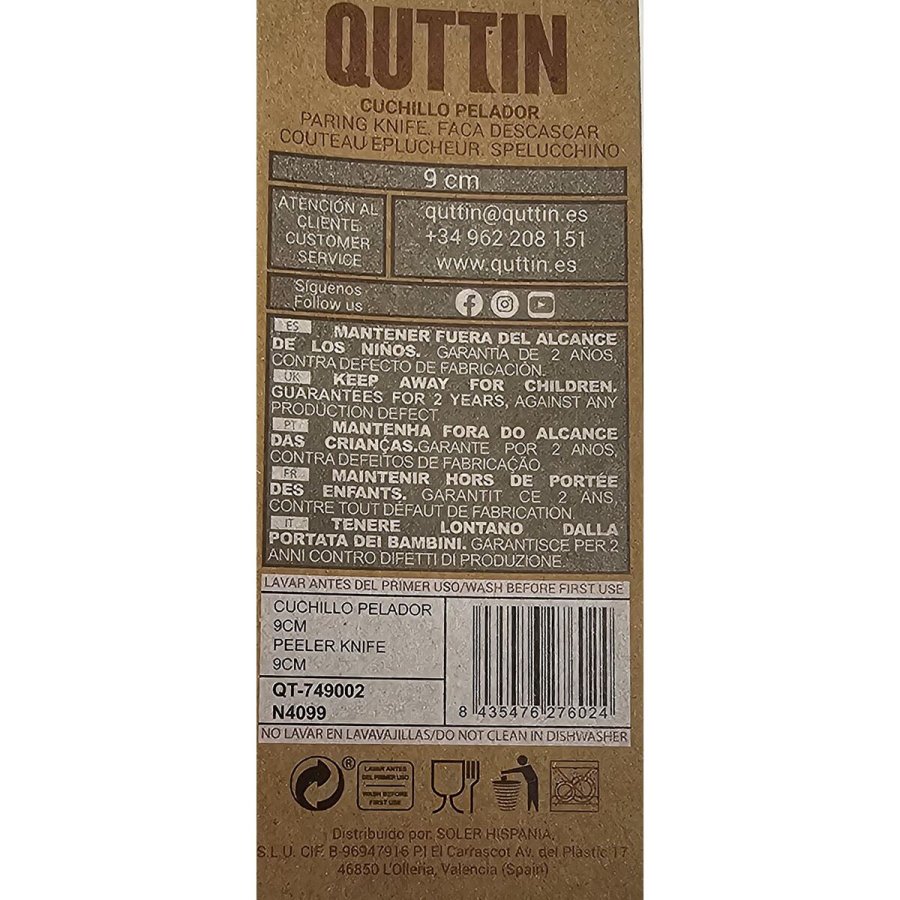 QUTTIN
CUCHILLO PELADOR
PARING KNIFE. FACA DESCASCAR
COUTEAU ÉPLUCHEUR. SPELUCCHINO
9 cm
ATENCIÓN AL
CLIENTE
CUSTOMER
SERVICE
quttin@quttin.es
+34 962 208 151
www.quttin.es
Síguenos
Follow us
ES MANTENER FUERA DEL ALCANCE
DE LOS NIÑOS. GARANTÍA DE 2 AÑOS,
CONTRA DEFECTO DE FABRICACIÓN.
UK KEEP AWAY FOR CHILDREN.
GUARANTEES FOR 2 YEARS, AGAINST ANY
PRODUCTION DEFECT.
PT MANTENHA FORA DO ALCANCE
DAS CRIANÇAS.GARANTE POR 2 ANOS,
CONTRA DEFEITOS DE FABRICAÇÃO.
FR MAINTENIR HORS DE PORTÉE
DES ENFANTS. GARANTIT CE 2 ANS,
CONTRE TOUT DÉFAUT DE FABRICATION
IT TENERE LONTANO DALLA
PORTATA DEI BAMBINI. GARANTISCE PER 2
ANNI CONTRO DIFETTI DI PRODUZIONE.
LAVAR ANTES DEL PRIMER USO/WASH BEFORE FIRST USE
CUCHILLO PELADOR
9CM
PEELER KNIFE
9CM
QT-749002
N4099
8 435476 276024
NO LAVAR EN LAVAVAJILLAS/DO NOT CLEAN IN DISHWASHER
®
LAVAR ANTES
DEL PRIMER USO
WASH BEFORE
FIRST USE
Distribuido por: SOLER HISPANIA,
S.L.U. CIF. B-96947916 P.I El Carrascot Av. del Plàstic 17
46850 L'Olleria, Valencia (Spain)